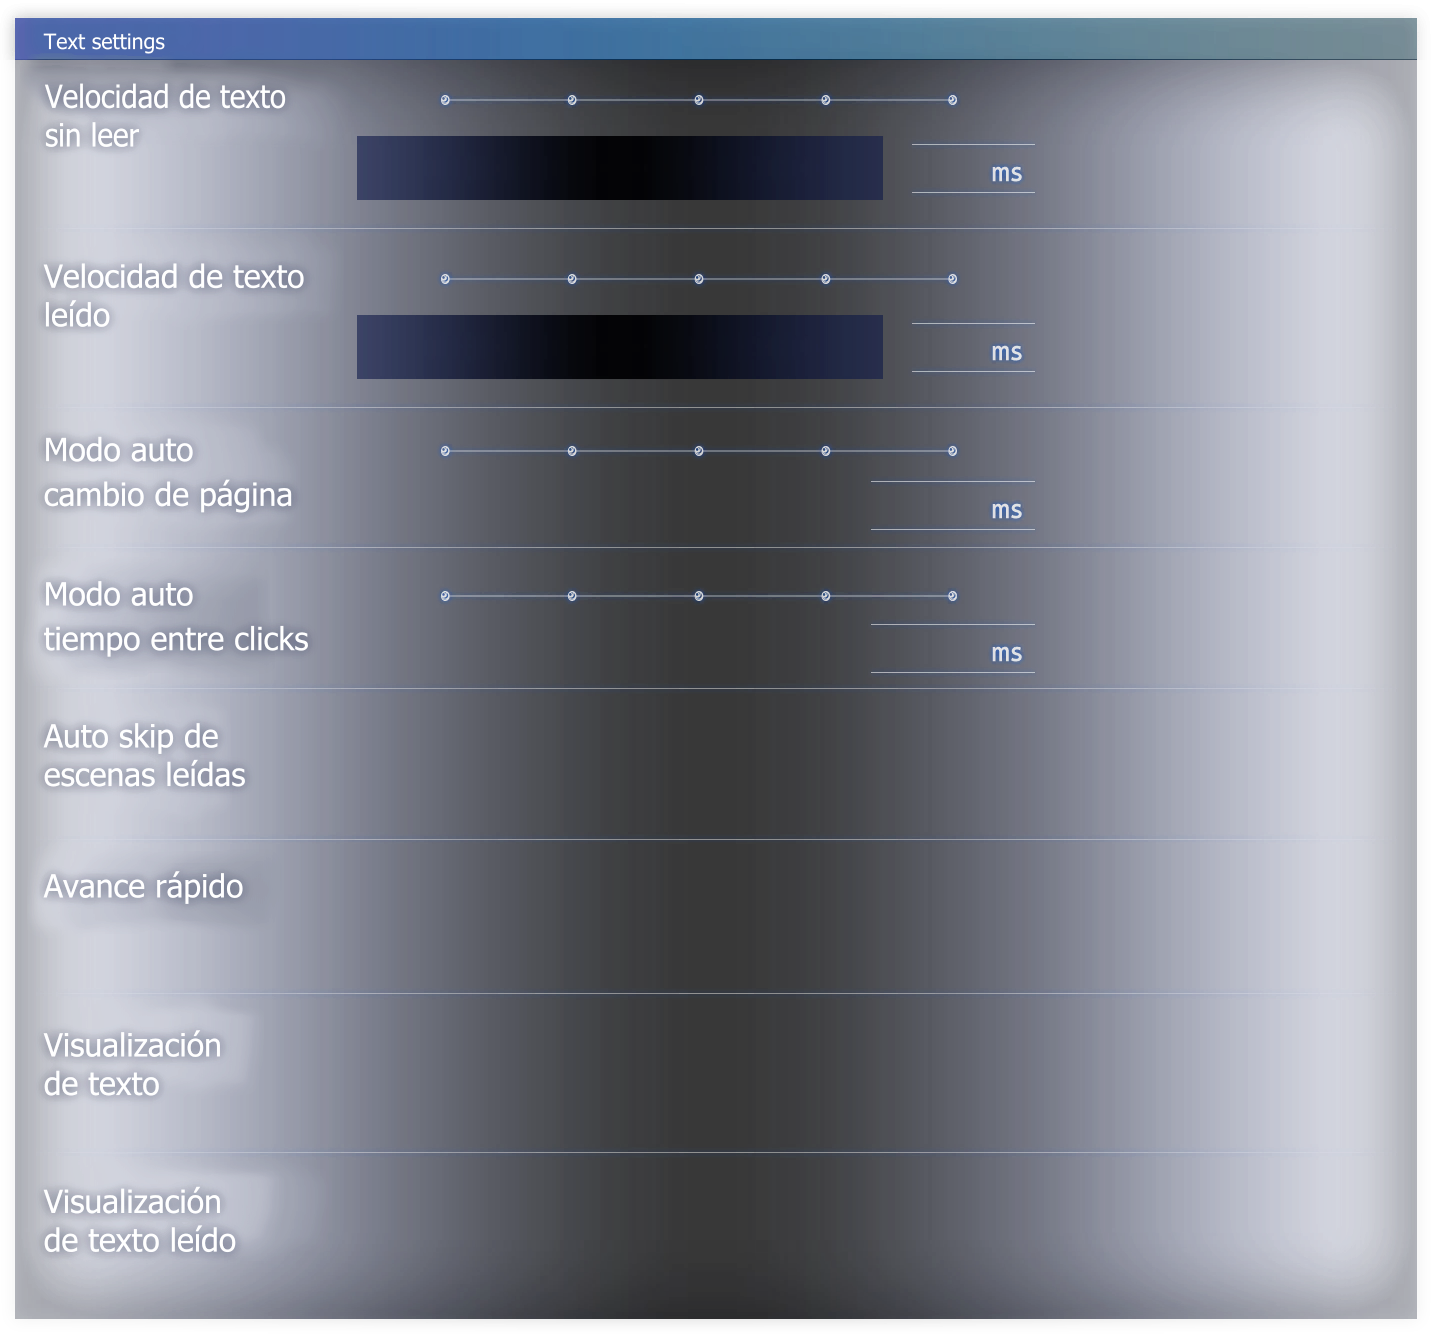 Text settings
Velocidad de texto
sin leer
ms
Velocidad de texto
leído
ms
Modo auto
cambio de página
ms
Modo auto
tiempo entre clicks
ms
Auto skip de
escenas leídas
Avance rápido
Visualización
de texto
Visualización
de texto leído